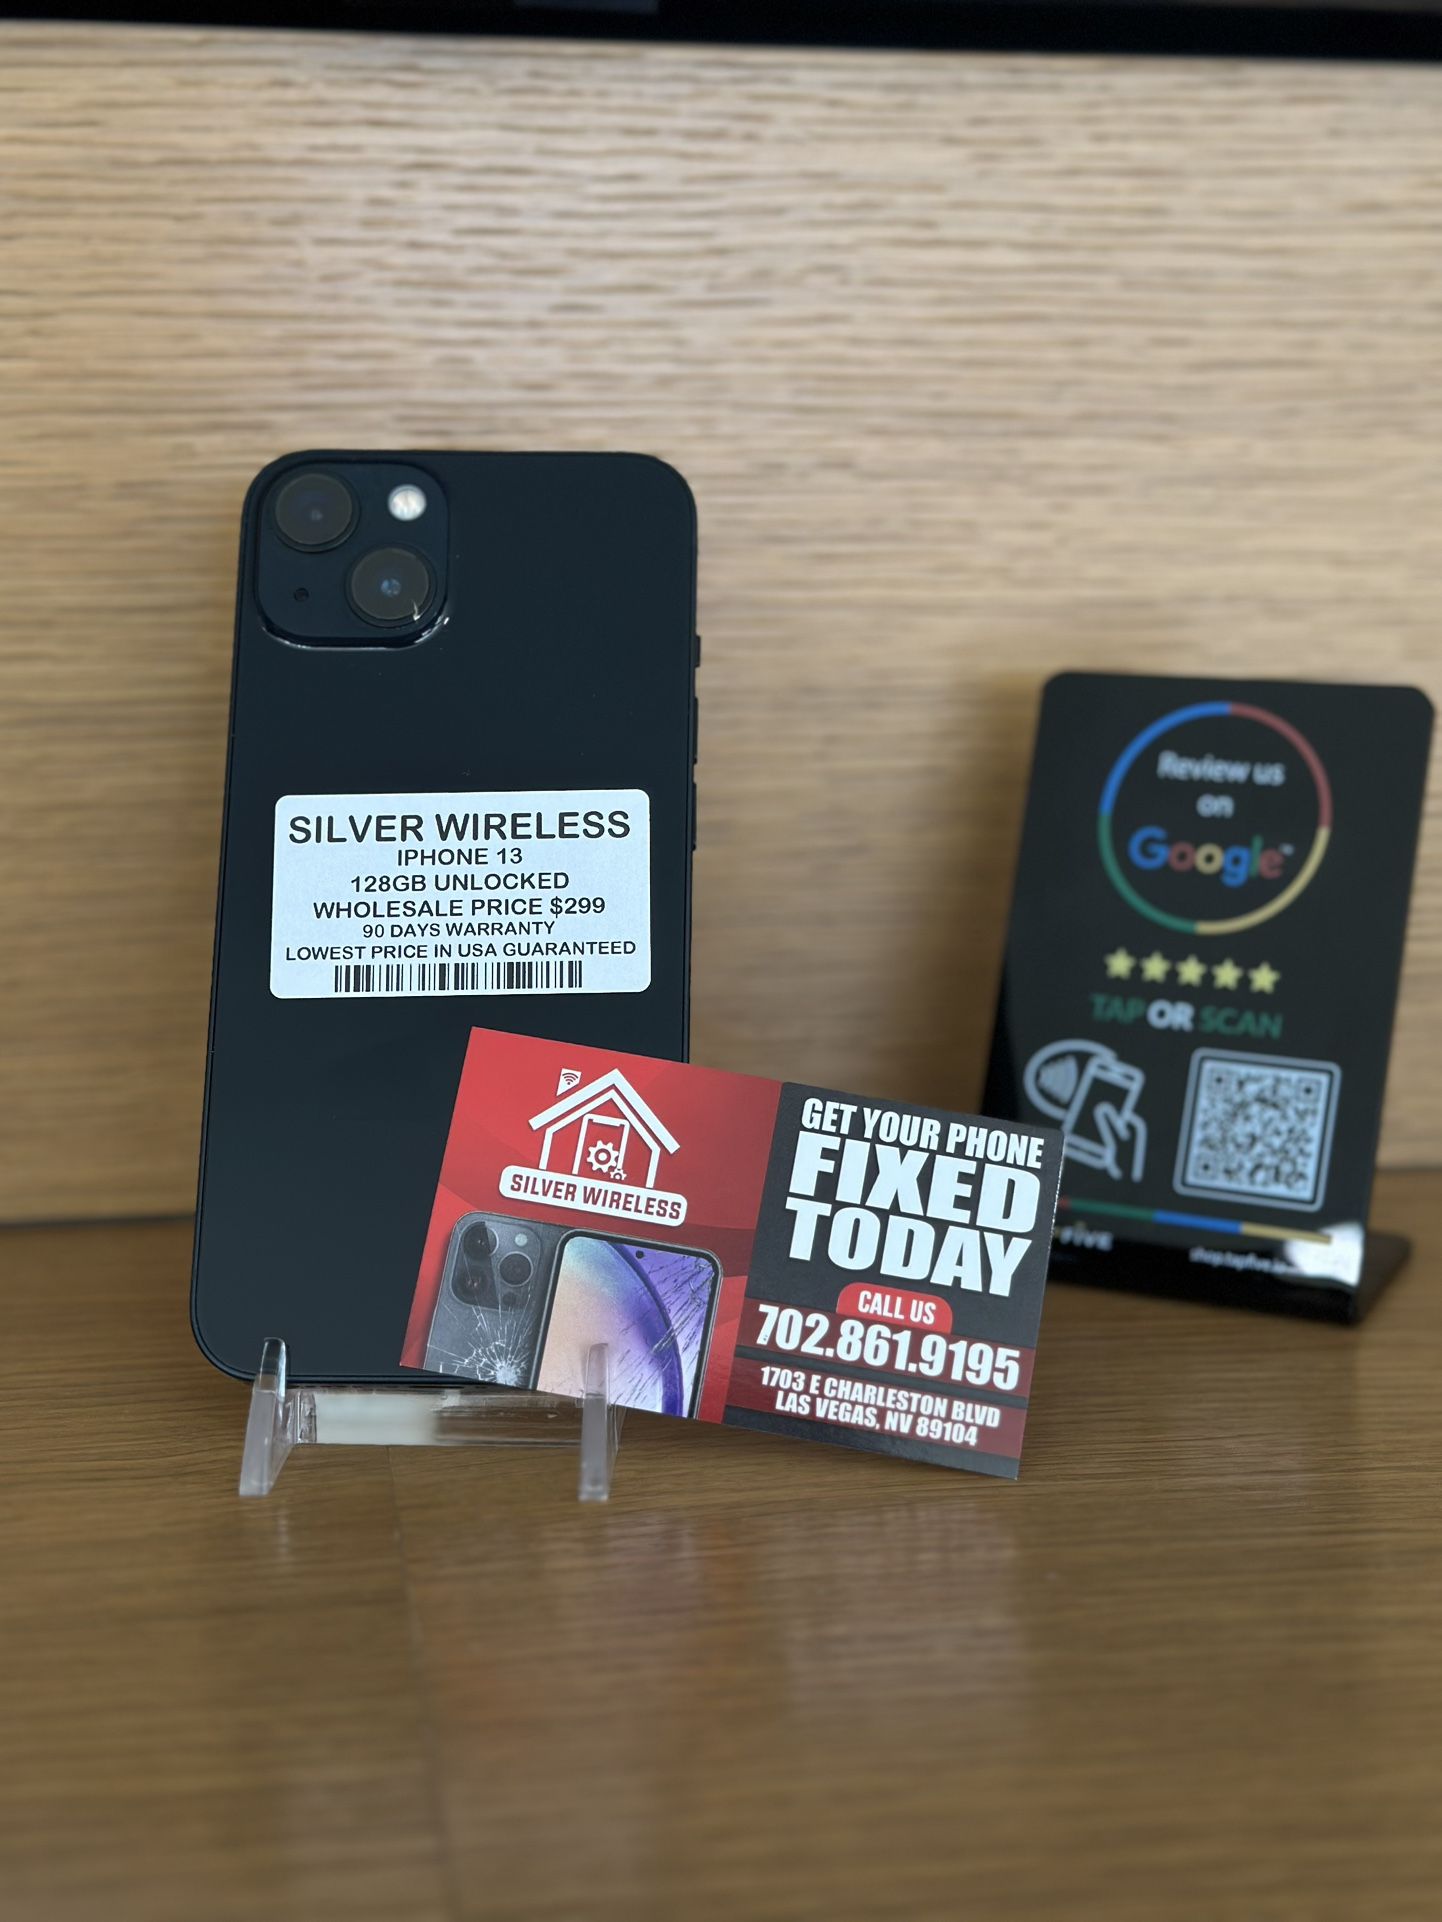 SILVER WIRELESS
IPHONE 13
128GB UNLOCKED
WHOLESALE PRICE $299
90 DAYS WARRANTY
LOWEST PRICE IN USA GUARANTEED
SILVER WIRELESS
GET YOUR PHONE
FIXED
TODAY
CALL US
702.861.9195
1703 E CHARLESTON BLVD
LAS VEGAS, NV 89104
Review us
on
Google
TAP OR SCAN